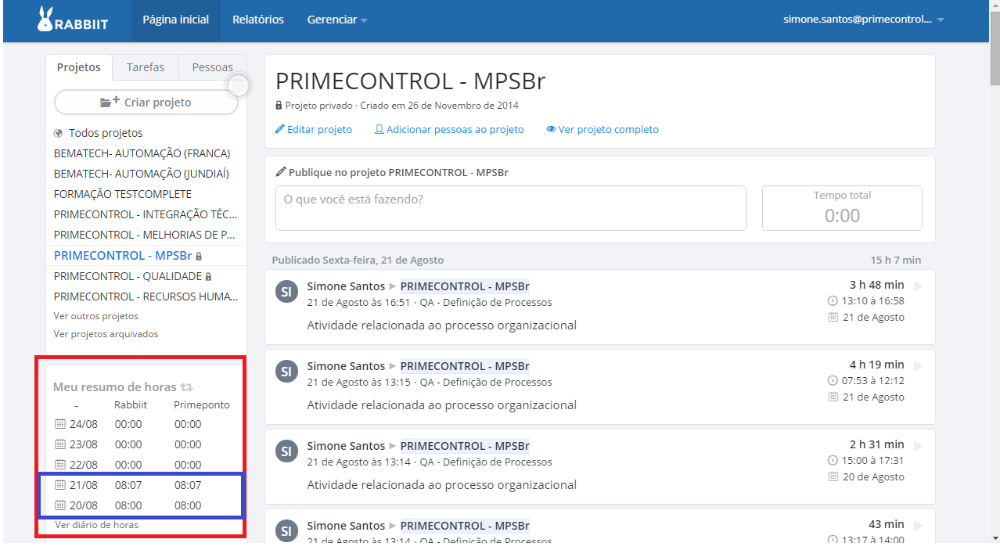 RABBIIT
Página inicial
Relatórios
Gerenciar
simone.santos@primecontrol...
Projetos
Tarefas
Pessoas
Criar projeto
Todos projetos
BEMATECH- AUTOMAÇÃO (FRANCA)
BEMATECH- AUTOMAÇÃO (JUNDIAÍ)
FORMAÇÃO TESTCOMPLETE
PRIMECONTROL - INTEGRAÇÃO TÉC...
PRIMECONTROL - MELHORIAS DE P...
PRIMECONTROL - MPSBr
PRIMECONTROL - QUALIDADE
PRIMECONTROL - RECURSOS HUMA...
Ver outros projetos
Ver projetos arquivados
Meu resumo de horas
- Rabbiit Primeponto
24/08 00:00 00:00
23/08 00:00 00:00
22/08 00:00 00:00
21/08 08:07 08:07
20/08 08:00 08:00
Ver diário de horas
PRIMECONTROL - MPSBr
Projeto privado · Criado em 26 de Novembro de 2014
Editar projeto
Adicionar pessoas ao projeto
Ver projeto completo
Publique no projeto PRIMECONTROL - MPSBr
O que você está fazendo?
Tempo total
0:00
Publicado Sexta-feira, 21 de Agosto
15 h 7 min
SI
Simone Santos PRIMECONTROL - MPSBr
21 de Agosto às 16:51 · QA - Definição de Processos
Atividade relacionada ao processo organizacional
3 h 48 min
13:10 à 16:58
21 de Agosto
SI
Simone Santos PRIMECONTROL - MPSBr
21 de Agosto às 13:15 · QA - Definição de Processos
Atividade relacionada ao processo organizacional
4 h 19 min
07:53 à 12:12
21 de Agosto
SI
Simone Santos PRIMECONTROL - MPSBr
21 de Agosto às 13:14 · QA - Definição de Processos
Atividade relacionada ao processo organizacional
2 h 31 min
15:00 à 17:31
20 de Agosto
SI
Simone Santos PRIMECONTROL - MPSBr
21 de Agosto às 13:14 · QA - Definição de Processos
43 min
13:17 à 14:00